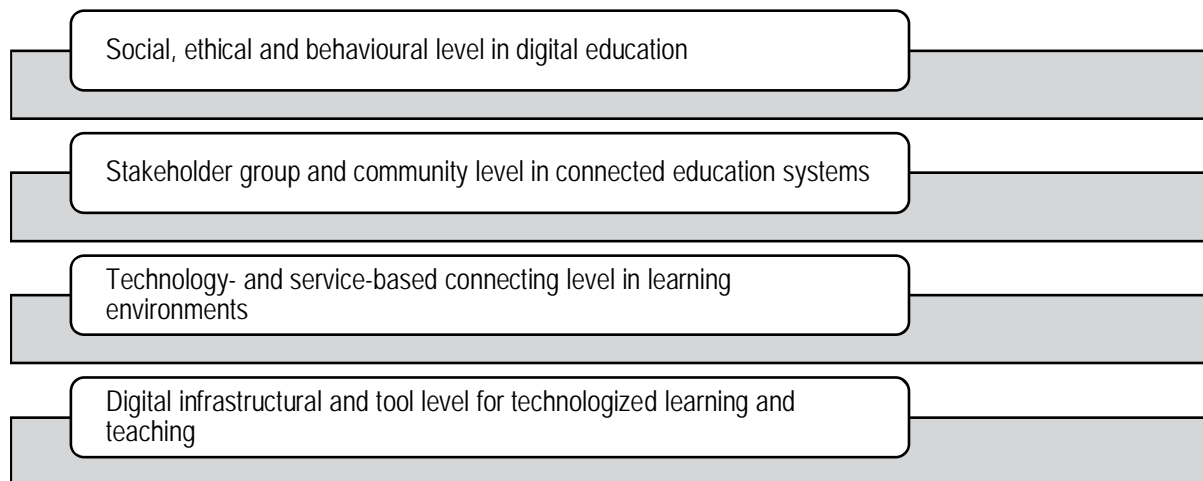 Social, ethical and behavioural level in digital education
Stakeholder group and community level in connected education systems
Technology- and service-based connecting level in learning
environments
Digital infrastructural and tool level for technologized learning and
teaching